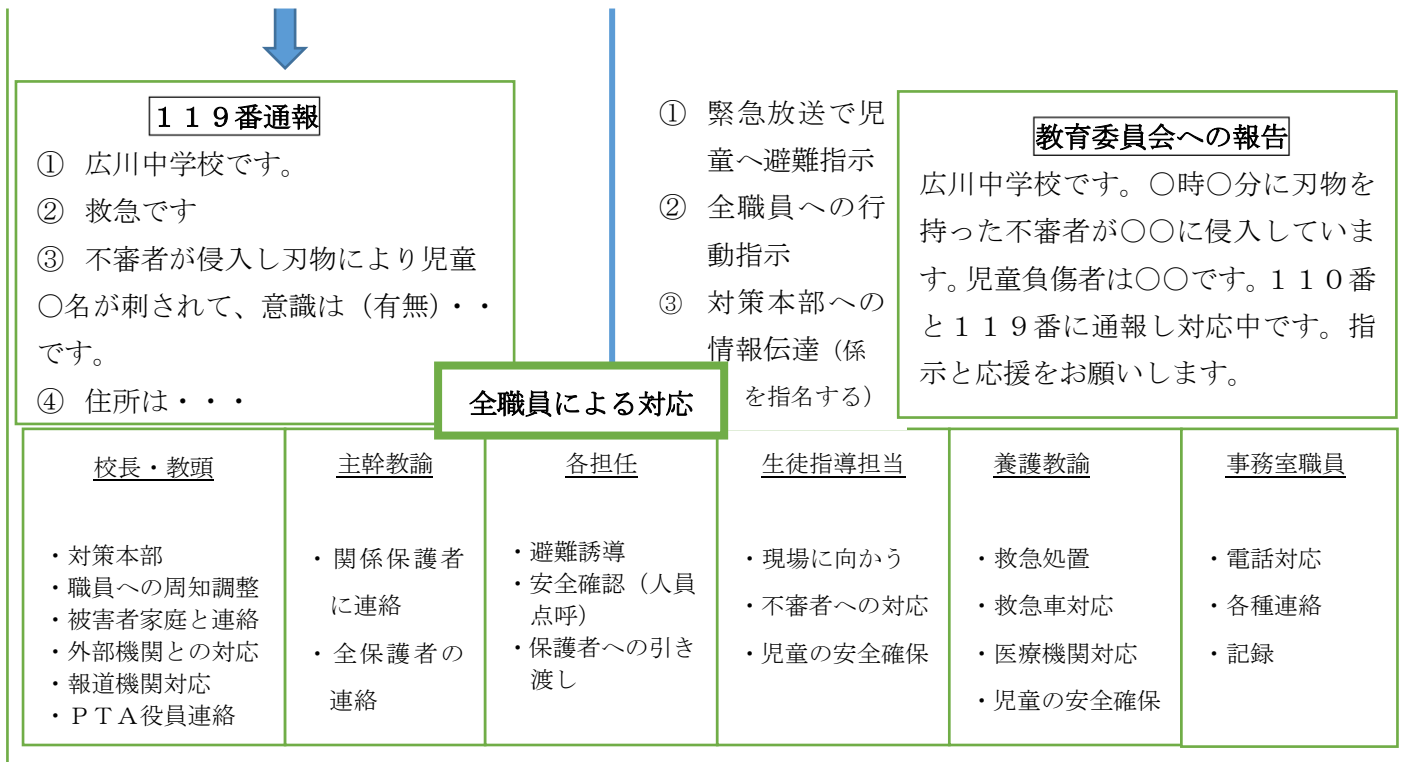 １１９番通報
① 広川中学校です。
② 救急です
③ 不審者が侵入し刃物により児童
〇名が刺されて、意識は（有無）・・
です。
④ 住所は・・・
① 緊急放送で児
童へ避難指示
② 全職員への行
動指示
③ 対策本部への
情報伝達（係
を指名する）
教育委員会への報告
広川中学校です。〇時〇分に刃物を
持った不審者が〇〇に侵入していま
す。児童負傷者は〇〇です。１１０番
と１１９番に通報し対応中です。指
示と応援をお願いします。
全職員による対応
校長・教頭
・対策本部
・職員への周知調整
・被害者家庭と連絡
・外部機関との対応
・報道機関対応
・ＰＴＡ役員連絡
主幹教諭
・関係保護者
に連絡
・全保護者の
連絡
各担任
・避難誘導
・安全確認（人員
点呼）
・保護者への引き
渡し
生徒指導担当
・現場に向かう
・不審者への対応
・児童の安全確保
養護教諭
・救急処置
・救急車対応
・医療機関対応
・児童の安全確保
事務室職員
・電話対応
・各種連絡
・記録